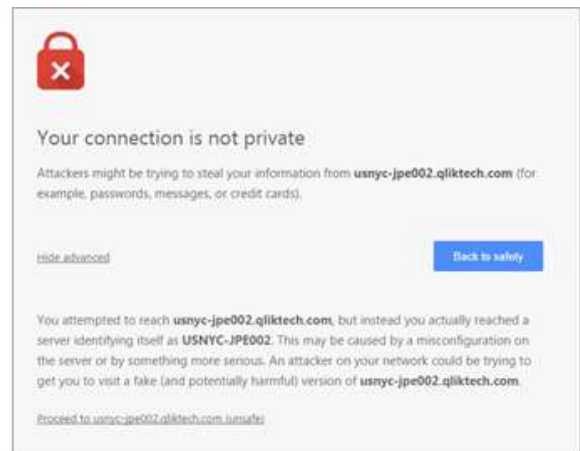 Your connection is not private
Attackers might be trying to steal your information from usnyc-jpe002.qliktech.com (for
example, passwords, messages, or credit cards).
Hide advanced
Back to safety
You attempted to reach usnyc-jpe002.qliktech.com, but instead you actually reached a
server identifying itself as USNYC-JPE002. This may be caused by a misconfiguration on
the server or by something more serious. An attacker on your network could be trying to
get you to visit a fake (and potentially harmful) version of usnyc-jpe002.qliktech.com.
Proceed to usnyc-jpe002.qliktech.com (unsafe)